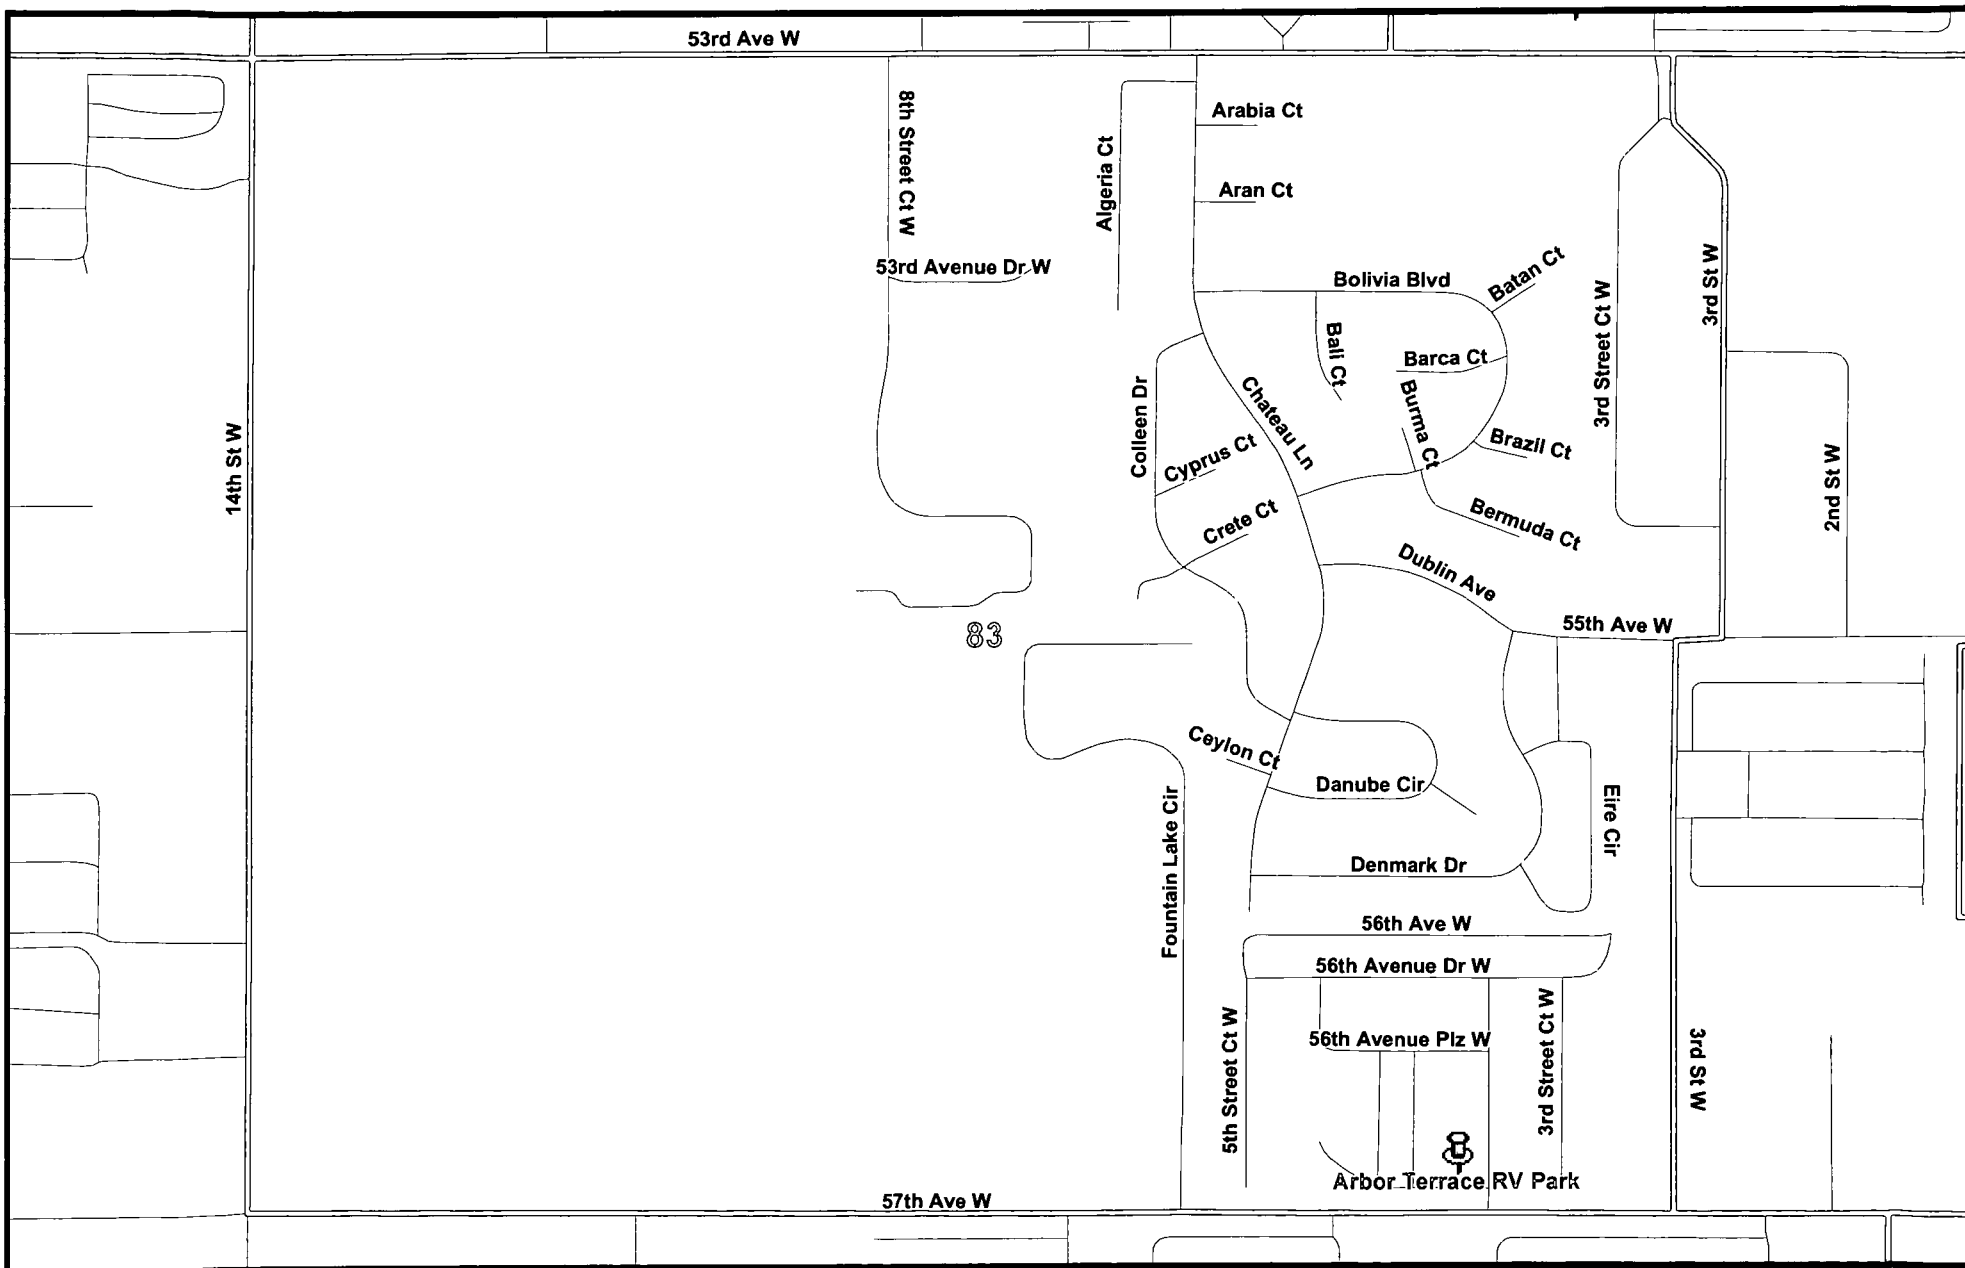 53rd Ave W
8th Street Ct W
Algeria Ct
Arabia Ct
Aran Ct
53rd Avenue Dr W
Bolivia Blvd
Batan Ct
3rd Street Ct W
3rd St W
Bali Ct
Barca Ct
Colleen Dr
Chateau Ln
Burma Ct
Brazil Ct
14th St W
Cyprus Ct
2nd St W
Crete Ct
Bermuda Ct
Dublin Ave
55th Ave W
83
Ceylon Ct
Danube Cir
Fountain Lake Cir
Eire Cir
Denmark Dr
56th Ave W
56th Avenue Dr W
5th Street Ct W
56th Avenue Plz W
3rd Street Ct W
3rd St W
Arbor Terrace RV Park
57th Ave W